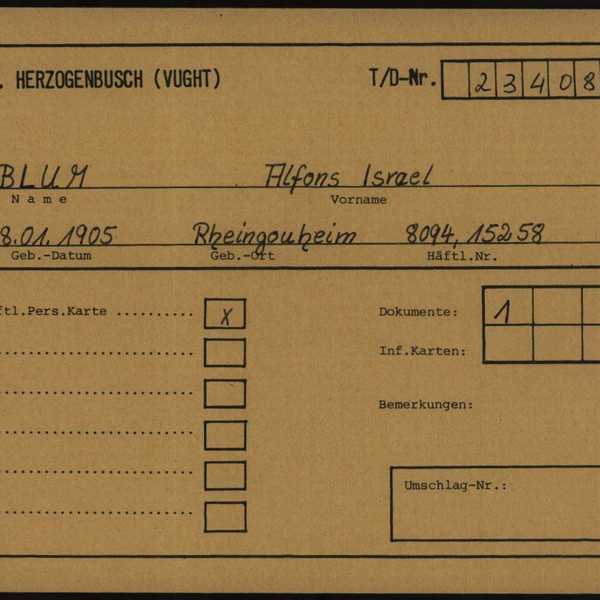 . HERZOGENBUSCH (VUGHT) T/D-Nr. 23408
BLUM Alfons Israel
Name Vorname
8.01.1905 Rheingouheim 8094, 15258
Geb.-Datum Geb.-Ort Häftl.Nr.
ftl.Pers.Karte .......... X Dokumente: 1
Inf.Karten:
Bemerkungen:
Umschlag-Nr.: